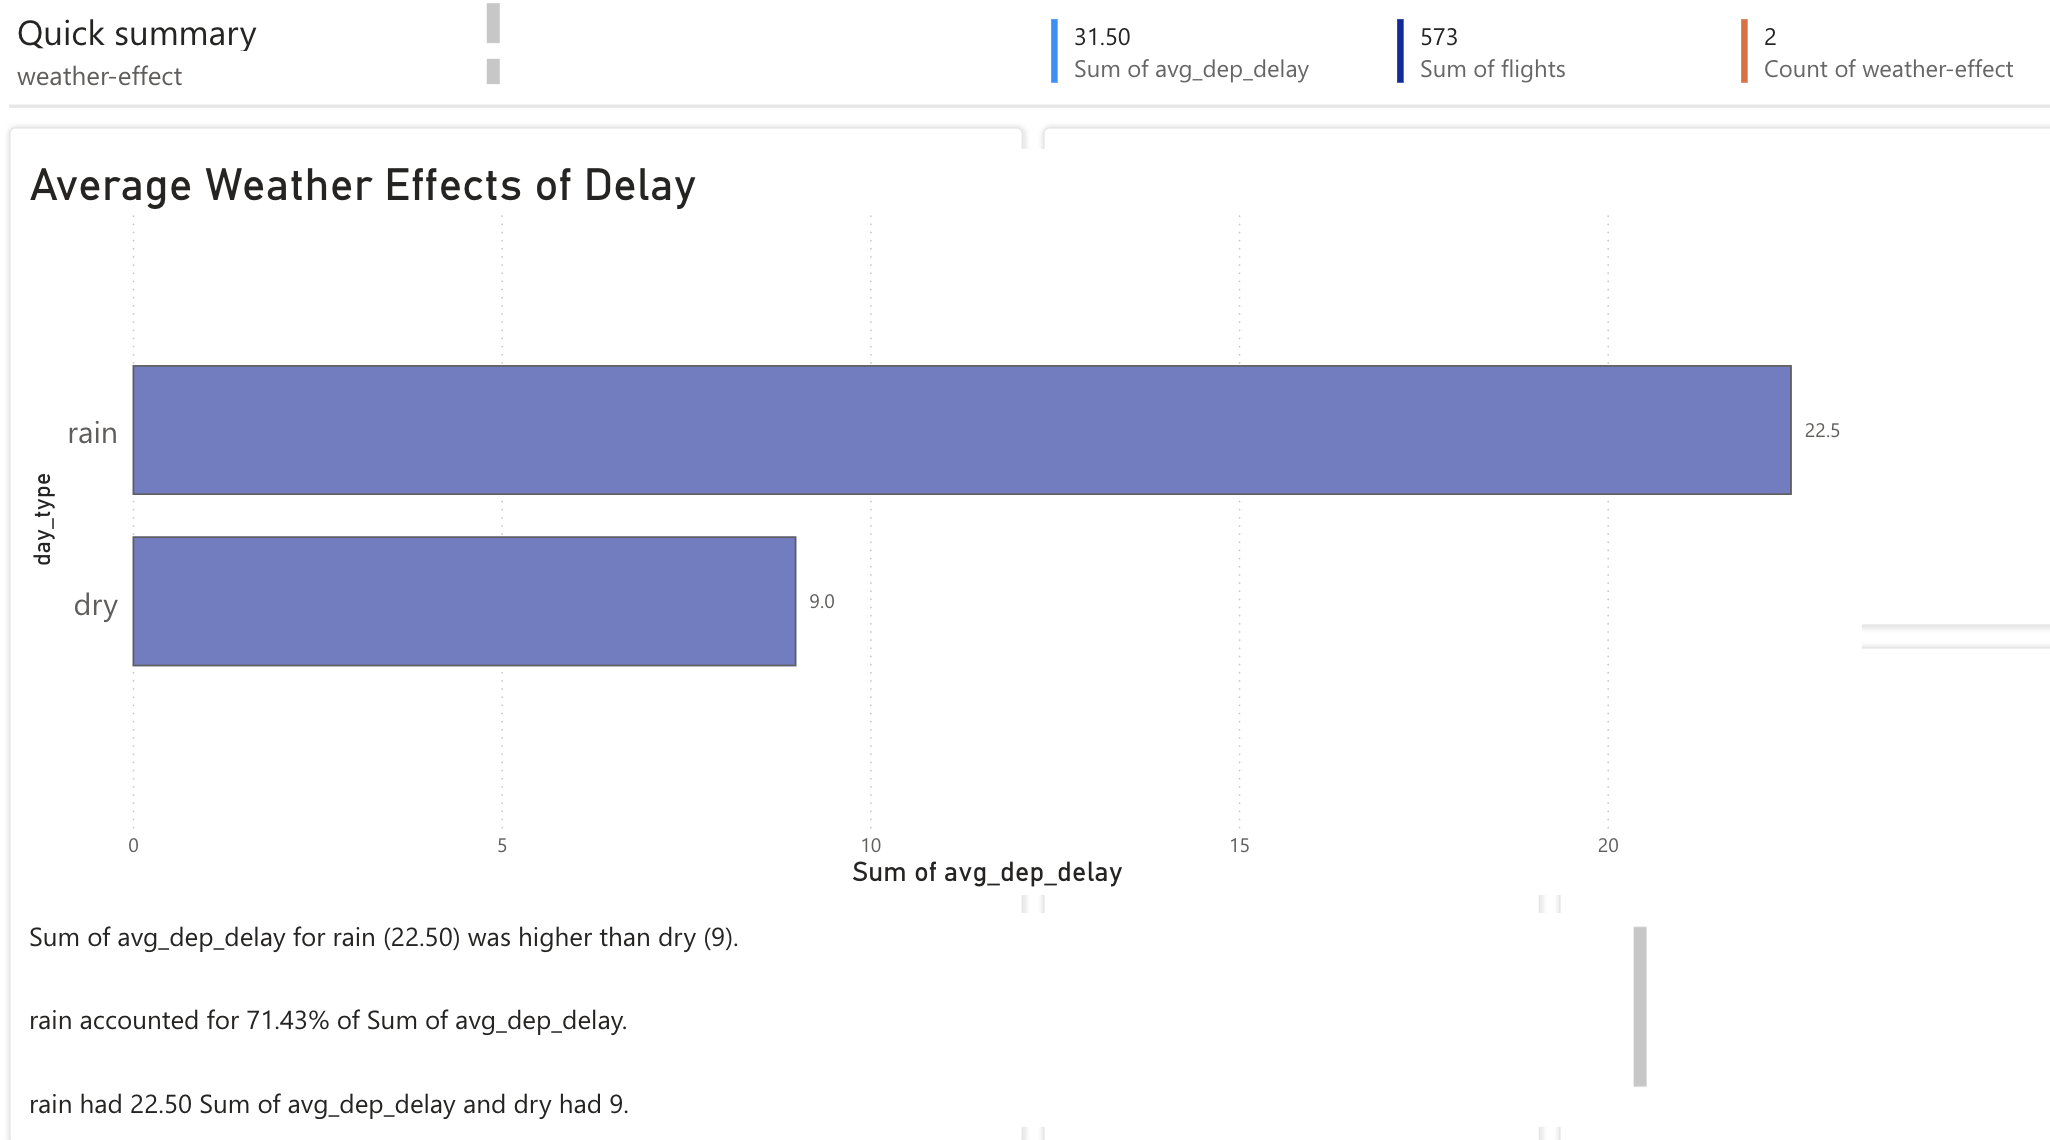 Quick summary
weather-effect
31.50
Sum of avg_dep_delay
573
Sum of flights
2
Count of weather-effect
Average Weather Effects of Delay
rain
22.5
day_type
dry
9.0
0 5 10 15 20
Sum of avg_dep_delay
Sum of avg_dep_delay for rain (22.50) was higher than dry (9).
rain accounted for 71.43% of Sum of avg_dep_delay.
rain had 22.50 Sum of avg_dep_delay and dry had 9.